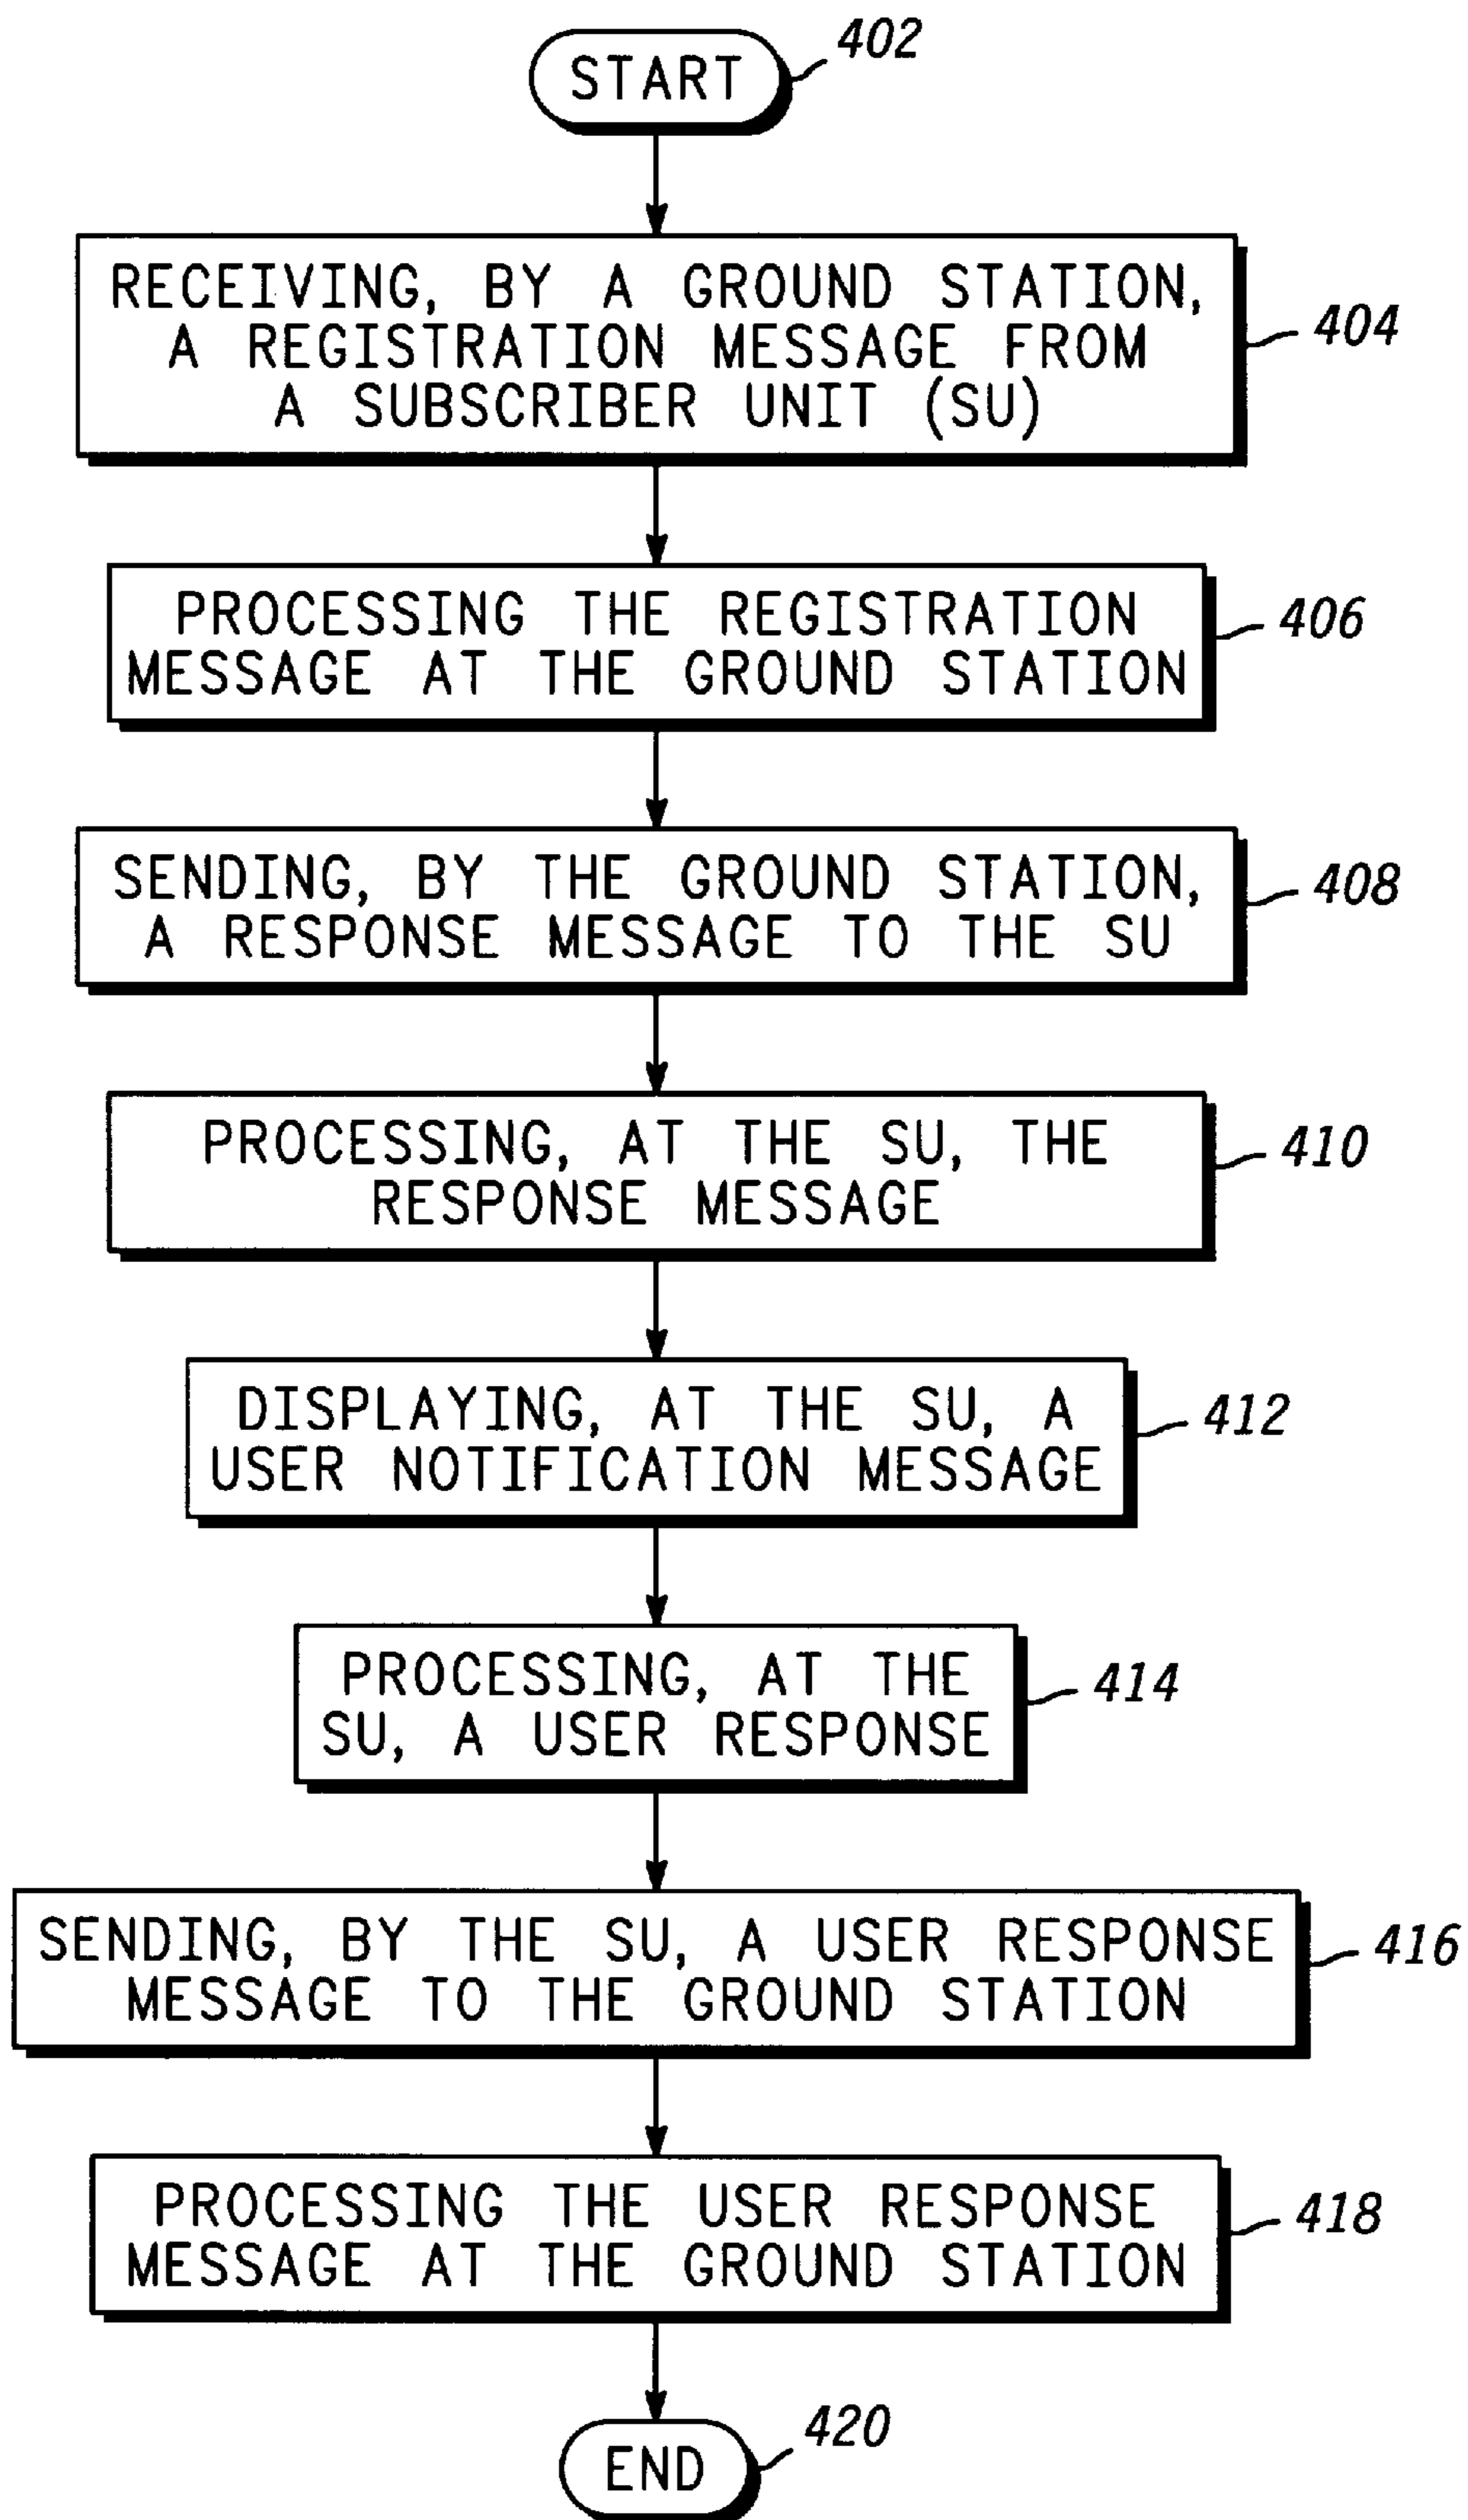 START
402
RECEIVING, BY A GROUND STATION,
A REGISTRATION MESSAGE FROM
A SUBSCRIBER UNIT (SU)
404
PROCESSING THE REGISTRATION
MESSAGE AT THE GROUND STATION
406
SENDING, BY THE GROUND STATION,
A RESPONSE MESSAGE TO THE SU
408
PROCESSING, AT THE SU, THE
RESPONSE MESSAGE
410
DISPLAYING, AT THE SU, A
USER NOTIFICATION MESSAGE
412
PROCESSING, AT THE
SU, A USER RESPONSE
414
SENDING, BY THE SU, A USER RESPONSE
MESSAGE TO THE GROUND STATION
416
PROCESSING THE USER RESPONSE
MESSAGE AT THE GROUND STATION
418
END
420